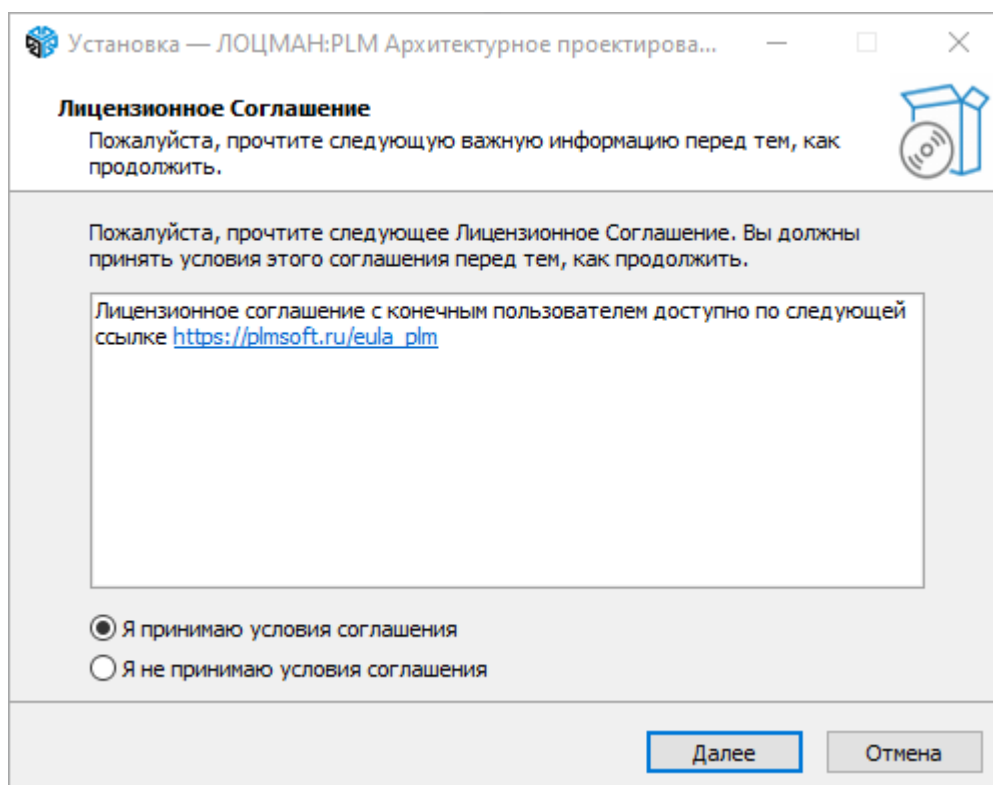 Установка — ЛОЦМАН:PLM Архитектурное проектирова...
Лицензионное Соглашение
Пожалуйста, прочтите следующую важную информацию перед тем, как
продолжить.
Пожалуйста, прочтите следующее Лицензионное Соглашение. Вы должны
принять условия этого соглашения перед тем, как продолжить.
Лицензионное соглашение с конечным пользователем доступно по следующей
ссылке https://plmsoft.ru/eula_plm
Я принимаю условия соглашения
Я не принимаю условия соглашения
Далее
Отмена